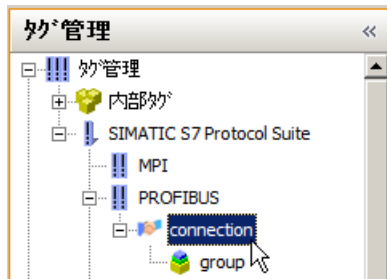 ﾀｸﾞ管理
«
ﾀｸﾞ管理
内部ﾀｸﾞ
SIMATIC S7 Protocol Suite
MPI
PROFIBUS
connection
group